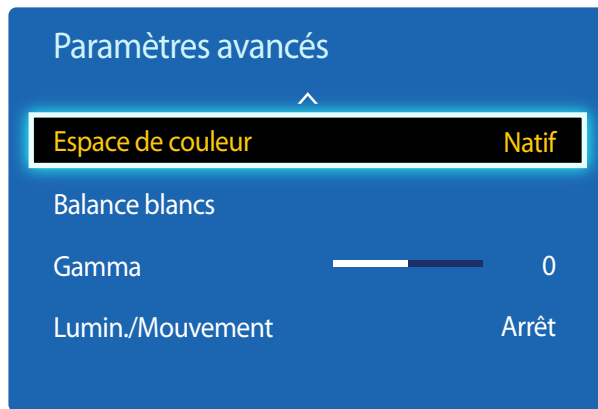 Paramètres avancés
Espace de couleur Natif
Balance blancs
Gamma 0
Lumin./Mouvement Arrêt